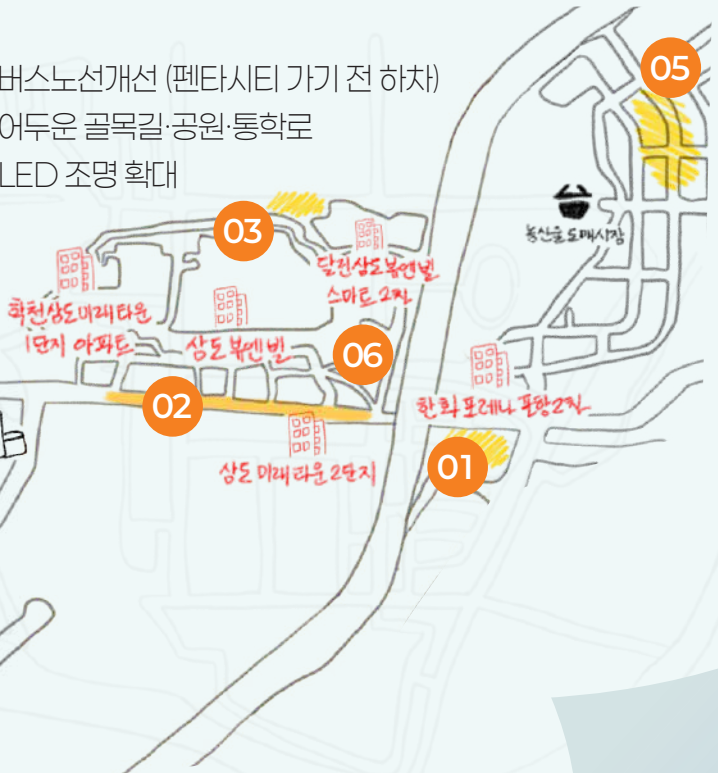 버스노선개선 (펜타시티 가기 전 하차)
어두운 골목길·공원·통학로
LED 조명 확대
05
농산물 도매시장
03
달전삼도뷰엔빌
스마트 2차
학천삼도미래타운
1단지 아파트
삼도 뷰엔빌
06
02
한화 포레나 포항2차
삼도 미래타운 2단지
01